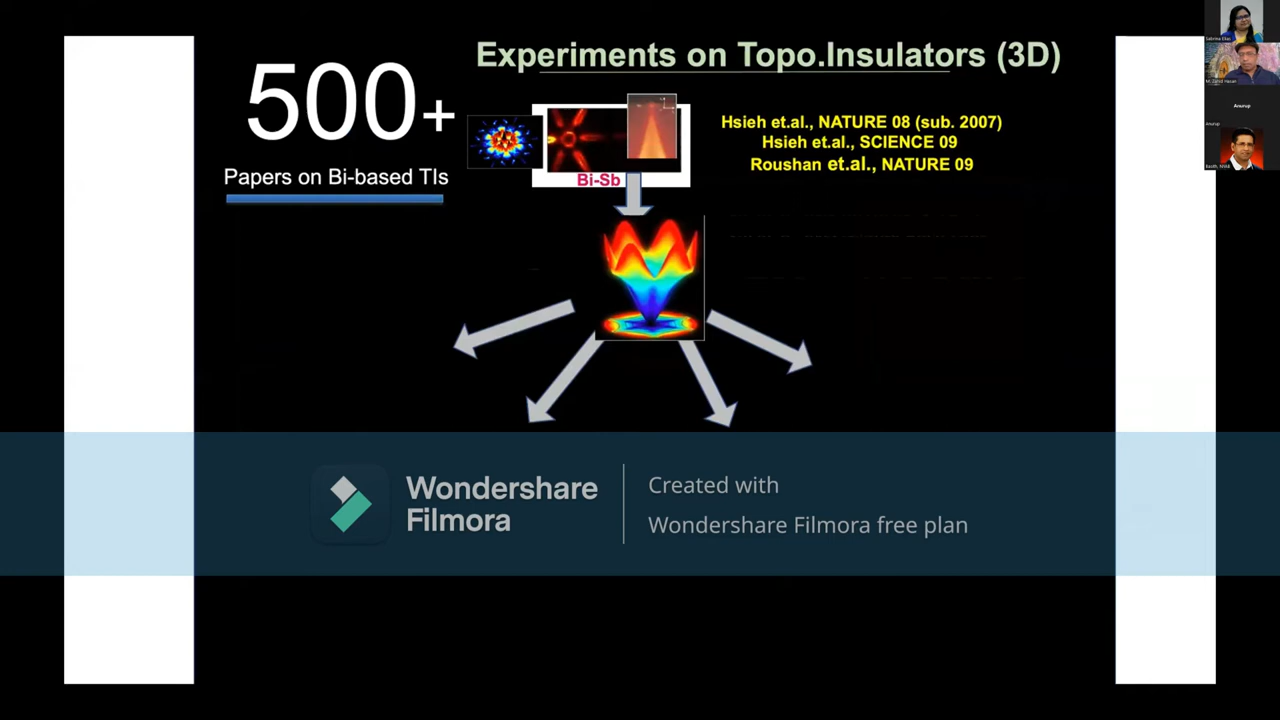 Experiments on Topo.Insulators (3D)
500+
Papers on Bi-based TIs
Bi-Sb
Hsieh et.al., NATURE 08 (sub. 2007)
Hsieh et.al., SCIENCE 09
Roushan et.al., NATURE 09
Wondershare
Filmora
Created with
Wondershare Filmora free plan
Anurup
Anurup